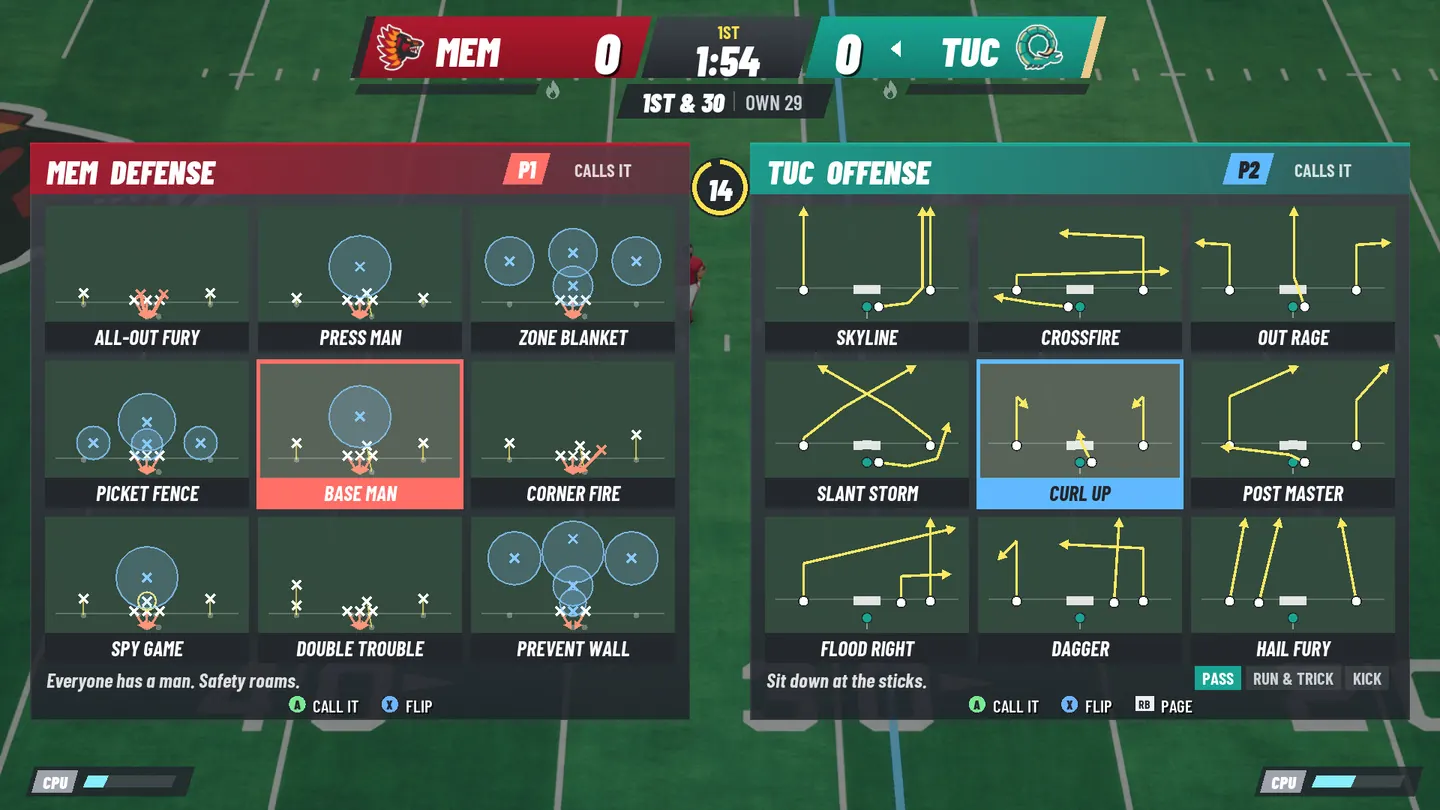 MEM 0
1ST
1:54
0 TUC
1ST & 30 OWN 29
MEM DEFENSE P1 CALLS IT
14
TUC OFFENSE P2 CALLS IT
ALL-OUT FURY PRESS MAN ZONE BLANKET
PICKET FENCE BASE MAN CORNER FIRE
SPY GAME DOUBLE TROUBLE PREVENT WALL
Everyone has a man. Safety roams.
A CALL IT X FLIP
SKYLINE CROSSFIRE OUT RAGE
SLANT STORM CURL UP POST MASTER
FLOOD RIGHT DAGGER HAIL FURY
Sit down at the sticks.
PASS RUN & TRICK KICK
A CALL IT X FLIP RB PAGE
CPU
CPU